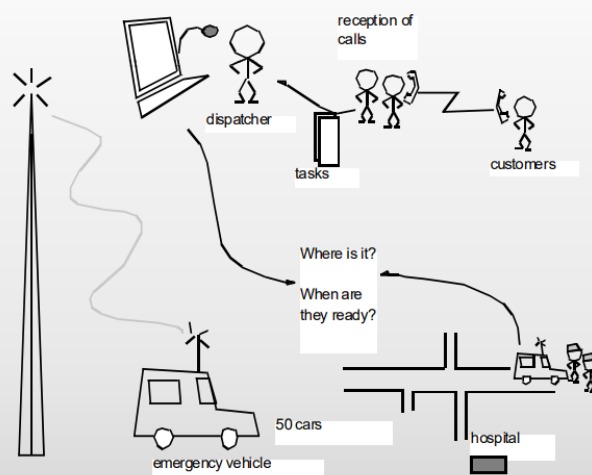 reception of
calls
dispatcher
tasks
customers
Where is it?
When are
they ready?
50 cars
hospital
emergency vehicle